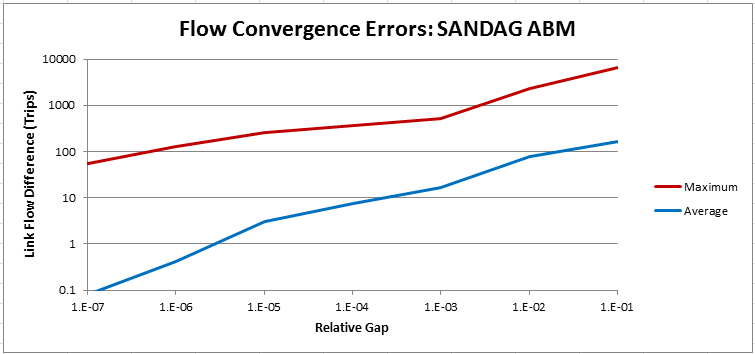 Flow Convergence Errors: SANDAG ABM
Link Flow Difference (Trips)
10000
1000
100
10
1
0.1
1.E-07 1.E-06 1.E-05 1.E-04 1.E-03 1.E-02 1.E-01
Relative Gap
Maximum
Average